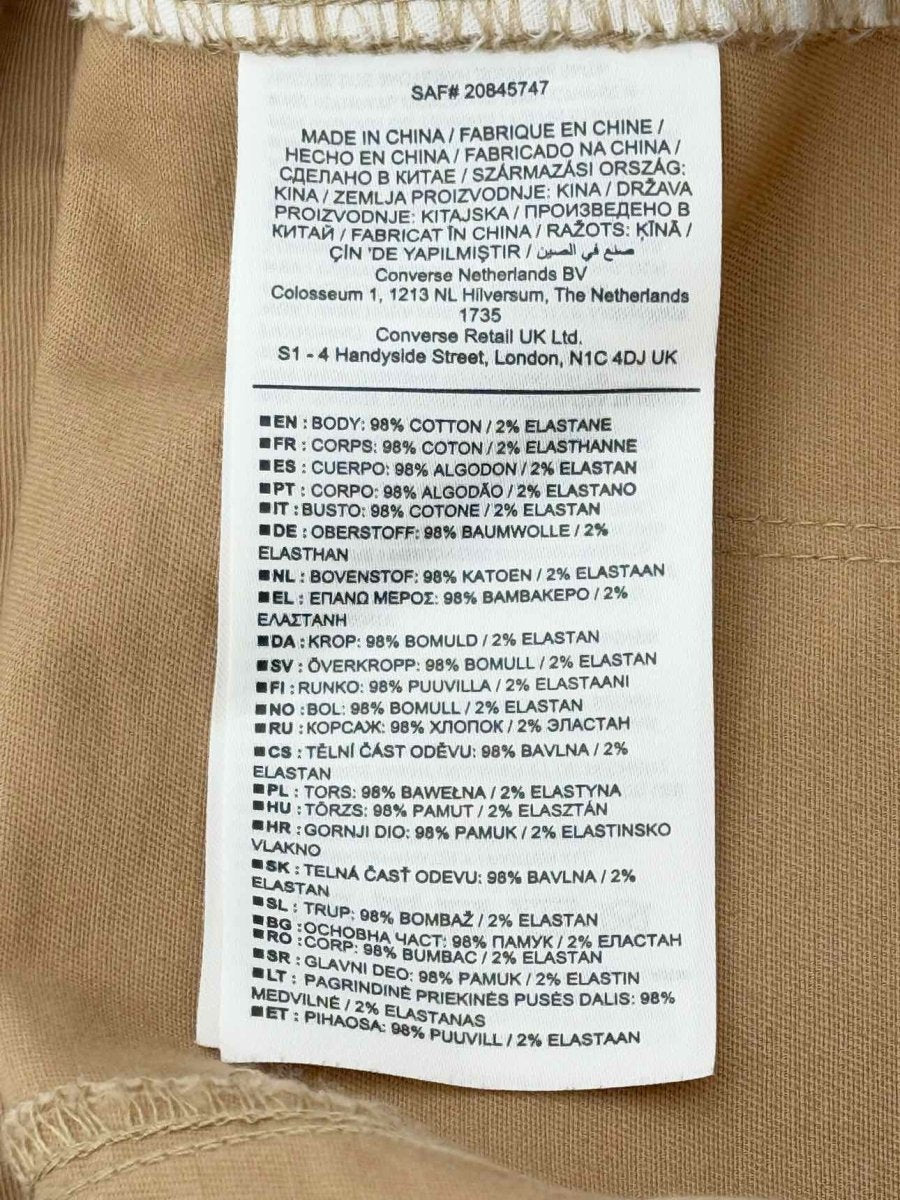 SAF# 20845747
MADE IN CHINA / FABRIQUE EN CHINE /
HECHO EN CHINA / FABRICADO NA CHINA /
СДЕЛАНО В КИТАЕ / SZÁRMAZÁSI ORSZÁG:
KINA / ZEMLJA PROIZVODNJE: KINA / DRŽAVA
PROIZVODNJE: KITAJSKA / ПРОИЗВЕДЕНО В
КИТАЙ / FABRICAT ÎN CHINA / RAŽOTS: ĶĪNĀ /
ÇİN 'DE YAPILMIŞTIR / صنع في الصين
Converse Netherlands BV
Colosseum 1, 1213 NL Hilversum, The Netherlands
1735
Converse Retail UK Ltd.
S1 - 4 Handyside Street, London, N1C 4DJ UK
■EN : BODY: 98% COTTON / 2% ELASTANE
■FR : CORPS: 98% COTON / 2% ELASTHANNE
■ES : CUERPO: 98% ALGODON / 2% ELASTAN
■PT : CORPO: 98% ALGODÃO / 2% ELASTANO
■IT : BUSTO: 98% COTONE / 2% ELASTAN
■DE : OBERSTOFF: 98% BAUMWOLLE / 2%
ELASTHAN
■NL : BOVENSTOF: 98% KATOEN / 2% ELASTAAN
■EL : ΕΠΑΝΩ ΜΕΡΟΣ: 98% ΒΑΜΒΑΚΕΡΟ / 2%
ΕΛΑΣΤΑΝΗ
■DA : KROP: 98% BOMULD / 2% ELASTAN
■SV : ÖVERKROPP: 98% BOMULL / 2% ELASTAN
■FI : RUNKO: 98% PUUVILLA / 2% ELASTAANI
■NO : BOL: 98% BOMULL / 2% ELASTAN
■RU : КОРСАЖ: 98% ХЛОПОК / 2% ЭЛАСТАН
■CS : TĚLNÍ ČÁST ODĚVU: 98% BAVLNA / 2%
ELASTAN
■PL : TORS: 98% BAWEŁNA / 2% ELASTYNA
■HU : TÖRZS: 98% PAMUT / 2% ELASZTÁN
■HR : GORNJI DIO: 98% PAMUK / 2% ELASTINSKO
VLAKNO
■SK : TELNÁ ČASŤ ODEVU: 98% BAVLNA / 2%
ELASTAN
■SL : TRUP: 98% BOMBAŽ / 2% ELASTAN
■BG : ОСНОВНА ЧАСТ: 98% ПАМУК / 2% ЕЛАСТАН
■RO : CORP: 98% BUMBAC / 2% ELASTAN
■SR : GLAVNI DEO: 98% PAMUK / 2% ELASTIN
■LT : PAGRINDINĖ PRIEKINĖS PUSĖS DALIS: 98%
MEDVILNĖ / 2% ELASTANAS
■ET : PIHAOSA: 98% PUUVILL / 2% ELASTAAN